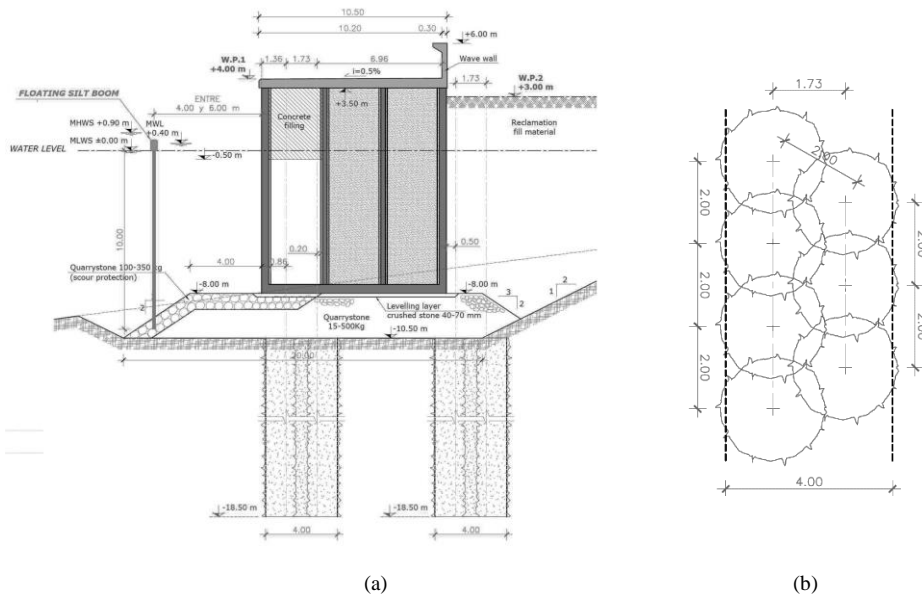 10.50
10.20
0.30
+6.00 m
W.P.1
+4.00 m
1.36
1.73
6.96
Wave wall
i=0.5%
W.P.2
+3.00 m
1.73
FLOATING SILT BOOM
ENTRE
4.00 y 6.00 m
+3.50 m
Concrete
filling
Reclamation
fill material
MHWS +0.90 m
MWL
+0.40 m
MLWS ±0.00 m
WATER LEVEL
-0.50 m
10.00
0.20
0.50
4.00
0.86
Quarrystone 100-350 kg
(scour protection)
-8.00 m
-8.00 m
2
1
3
2
2
Levelling layer
crushed stone 40-70 mm
Quarrystone
15-500Kg
-10.50 m
20.00
-18.50 m
-18.50 m
4.00
4.00
(a)
1.73
2.00
2.00
2.00
2.00
2.00
4.00
(b)